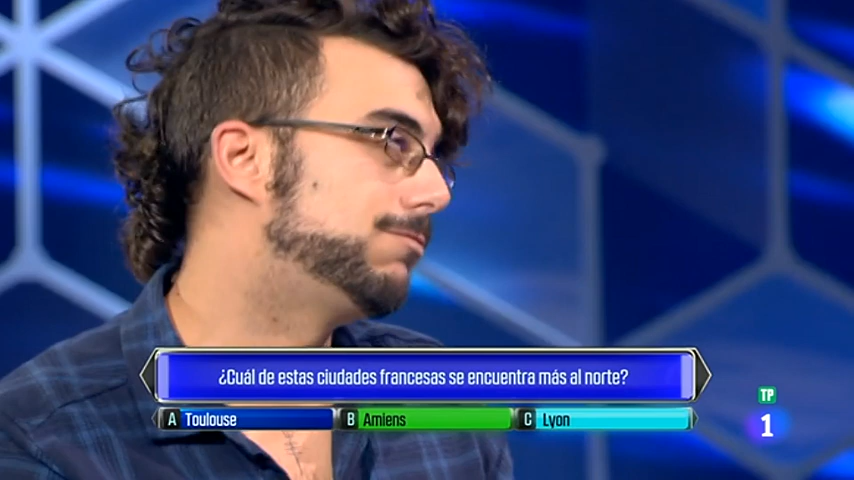 ¿Cuál de estas ciudades francesas se encuentra más al norte?
A Toulouse
B Amiens
C Lyon
TP
1